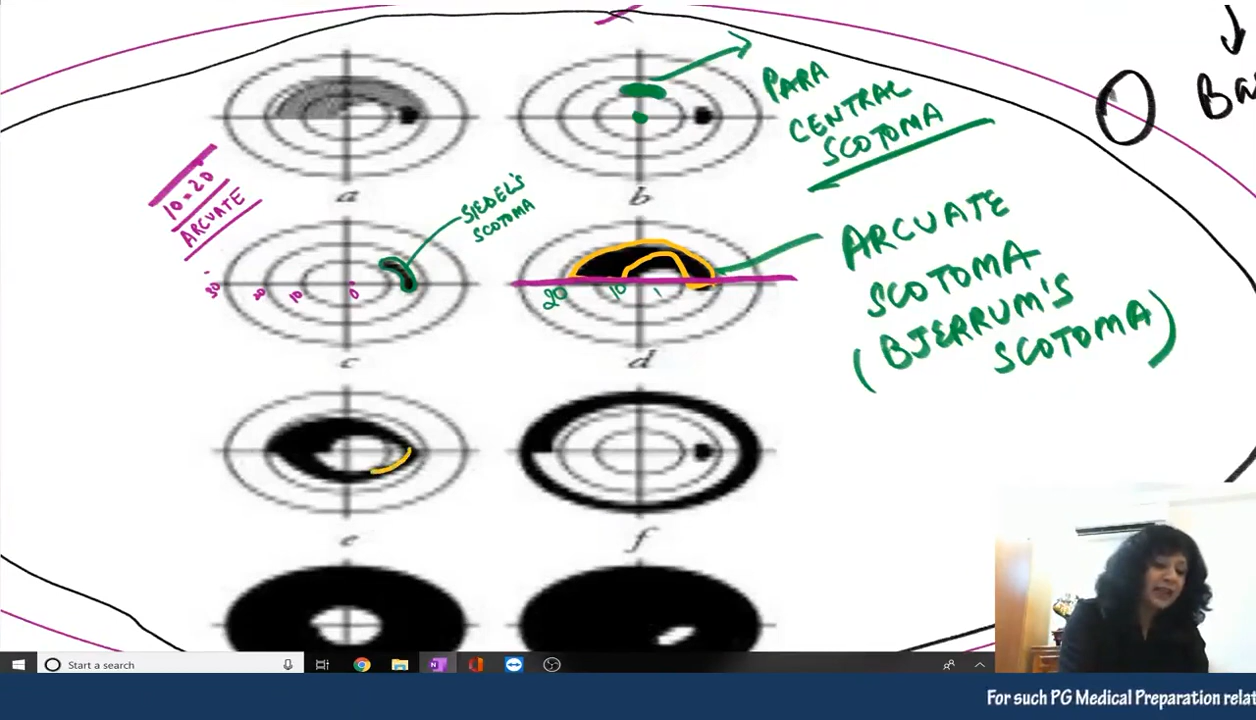 PARA
CENTRAL
SCOTOMA
a
b
10-20
ARCUATE
SIEDEL'S
SCOTOMA
ARCUATE
SCOTOMA
(BJERRUM'S
SCOTOMA)
30°
20
10
0°
20
10
c
d
e
f
Start a search
For such PG Medical Preparation relat